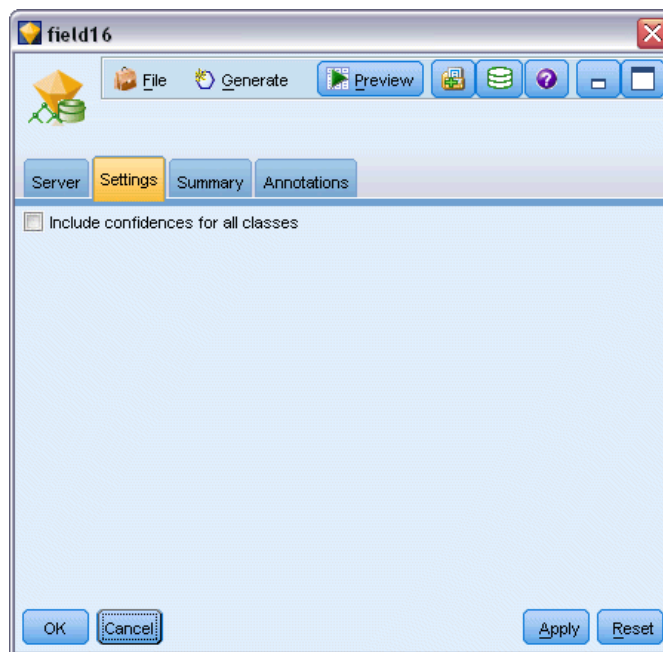 field16
File Generate Preview
Server Settings Summary Annotations
Include confidences for all classes
OK Cancel Apply Reset